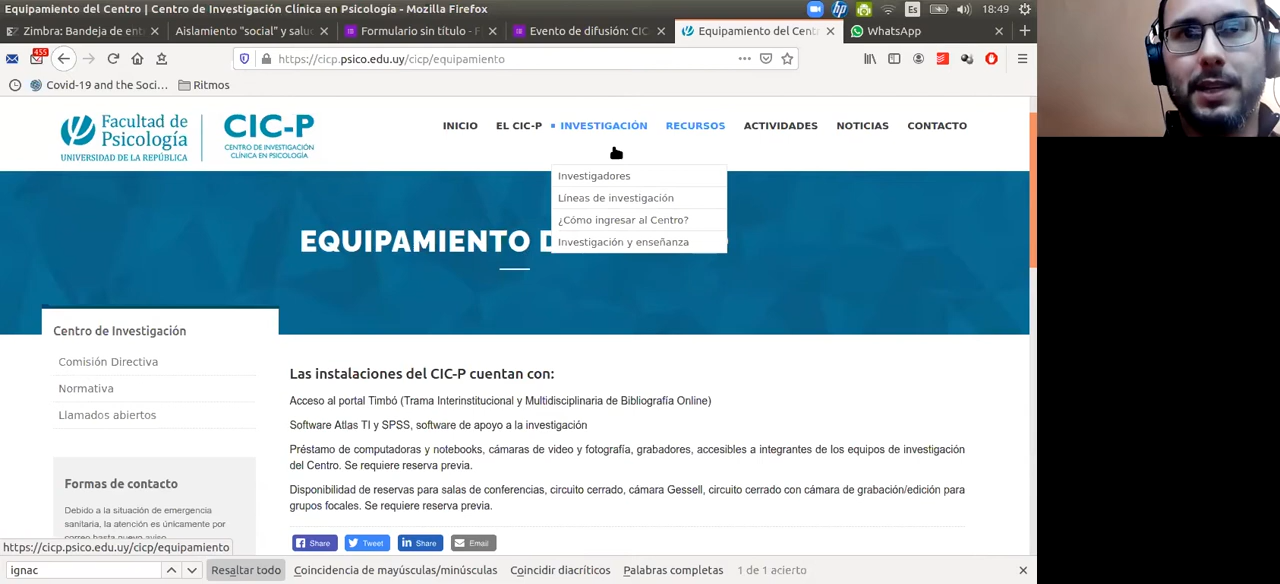 Equipamiento del Centro | Centro de Investigación Clínica en Psicología - Mozilla Firefox
Es
18:49
Zimbra: Bandeja de ent
Aislamiento "social" y saluc
Formulario sin título - F
Evento de difusión: CIC
Equipamiento del Cent
WhatsApp
455
https://cicp.psico.edu.uy/cicp/equipamiento
Covid-19 and the Soci...
Ritmos
Facultad de
Psicología
UNIVERSIDAD DE LA REPÚBLICA
CIC-P
CENTRO DE INVESTIGACIÓN
CLÍNICA EN PSICOLOGÍA
INICIO
EL CIC-P
INVESTIGACIÓN
RECURSOS
ACTIVIDADES
NOTICIAS
CONTACTO
Investigadores
Líneas de investigación
¿Cómo ingresar al Centro?
Investigación y enseñanza
EQUIPAMIENTO D
Centro de Investigación
Comisión Directiva
Normativa
Llamados abiertos
Las instalaciones del CIC-P cuentan con:
Acceso al portal Timbó (Trama Interinstitucional y Multidisciplinaria de Bibliografía Online)
Software Atlas TI y SPSS, software de apoyo a la investigación
Préstamo de computadoras y notebooks, cámaras de video y fotografía, grabadores, accesibles a integrantes de los equipos de investigación
del Centro. Se requiere reserva previa.
Disponibilidad de reservas para salas de conferencias, circuito cerrado, cámara Gessell, circuito cerrado con cámara de grabación/edición para
grupos focales. Se requiere reserva previa.
Formas de contacto
Debido a la situación de emergencia
sanitaria, la atención es únicamente por
correo hasta nuevo aviso
Share
Tweet
Share
Email
https://cicp.psico.edu.uy/cicp/equipamiento
ignac
Resaltar todo
Coincidencia de mayúsculas/minúsculas
Coincidir diacríticos
Palabras completas
1 de 1 acierto